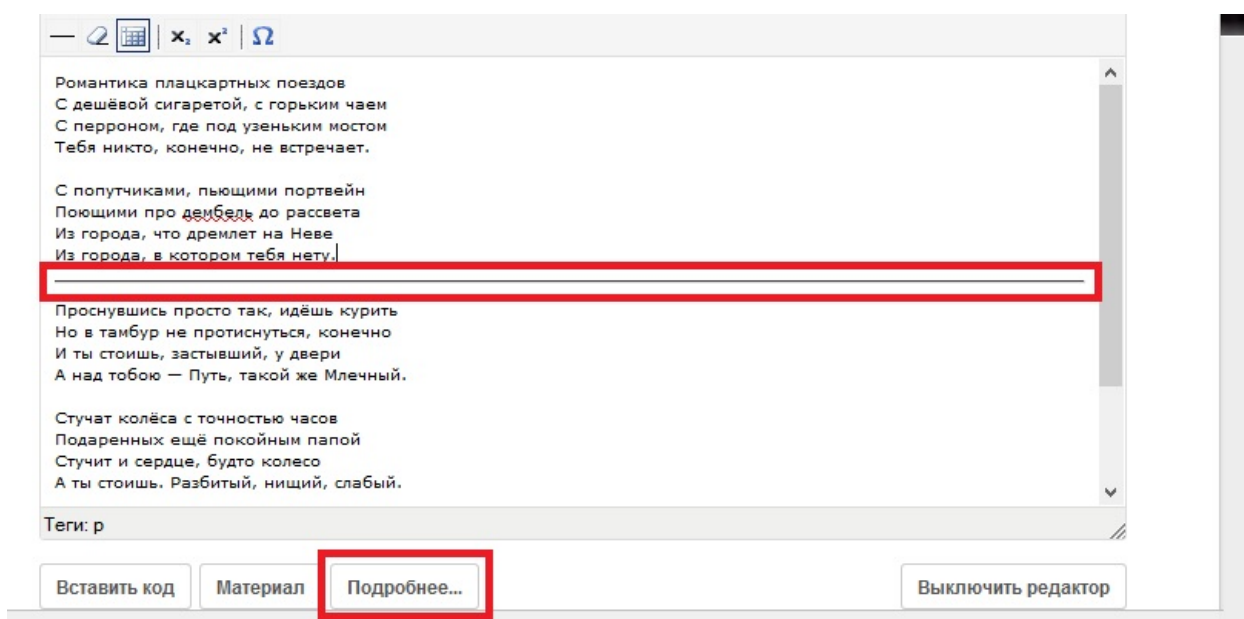 — x₂ x² Ω
Романтика плацкартных поездов
С дешёвой сигаретой, с горьким чаем
С перроном, где под узеньким мостом
Тебя никто, конечно, не встречает.
С попутчиками, пьющими портвейн
Поющими про дембель до рассвета
Из города, что дремлет на Неве
Из города, в котором тебя нету.
Проснувшись просто так, идёшь курить
Но в тамбур не протиснуться, конечно
И ты стоишь, застывший, у двери
А над тобою — Путь, такой же Млечный.
Стучат колёса с точностью часов
Подаренных ещё покойным папой
Стучит и сердце, будто колесо
А ты стоишь. Разбитый, нищий, слабый.
Теги: p
Вставить код Материал Подробнее... Выключить редактор